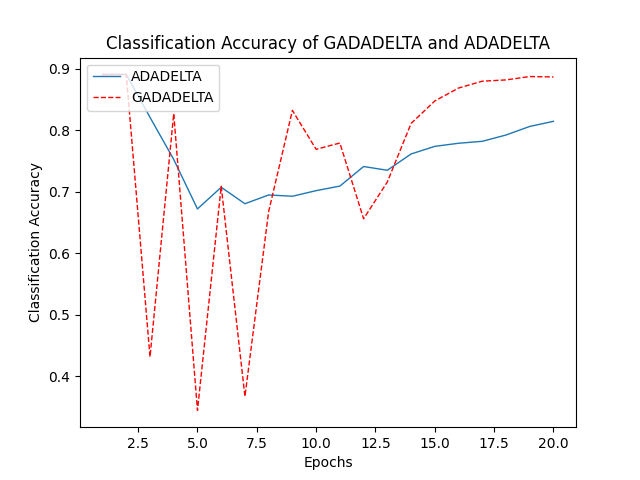 Classification Accuracy of GADADELTA and ADADELTA
ADADELTA
GADADELTA
0.9
0.8
0.7
0.6
0.5
0.4
Classification Accuracy
2.5 5.0 7.5 10.0 12.5 15.0 17.5 20.0
Epochs